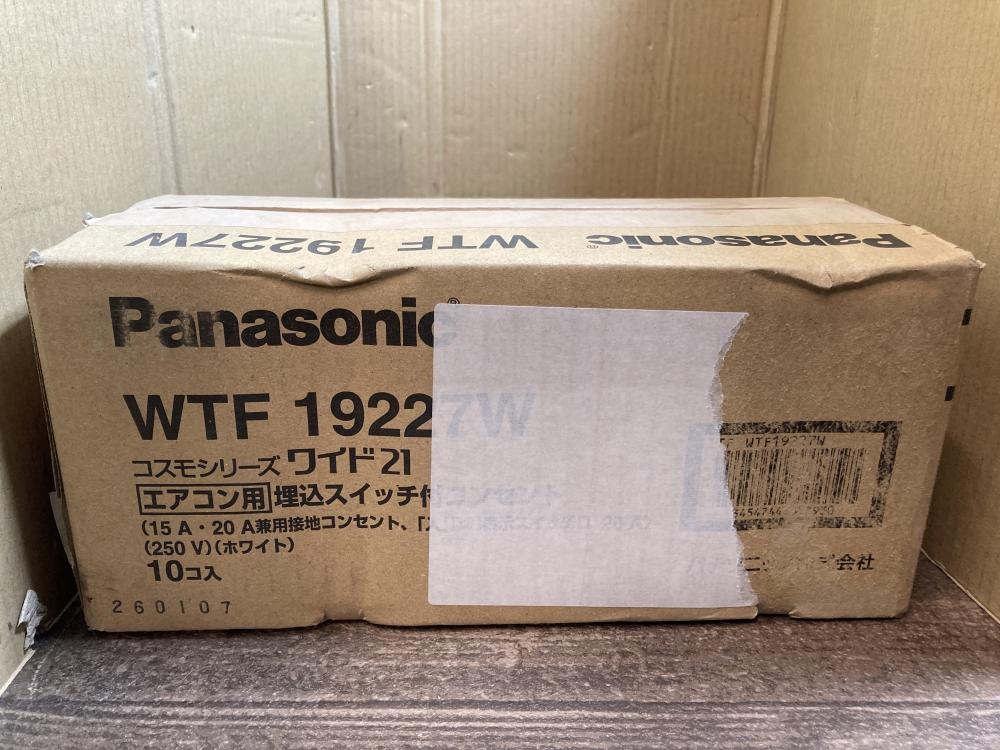 WTF 19227W Panasonic®
Panasonic®
WTF 19227W
コスモシリーズ ワイド21
エアコン用 埋込スイッチ付コンセント
(15 A・20 A兼用接地コンセント、
(250 V)(ホワイト)
10コ入
260107
WTF19227W
会社